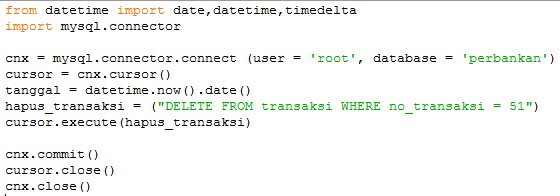 from datetime import date,datetime,timedelta
import mysql.connector
cnx = mysql.connector.connect (user = 'root', database = 'perbankan')
cursor = cnx.cursor()
tanggal = datetime.now().date()
hapus_transaksi = ("DELETE FROM transaksi WHERE no_transaksi = 51")
cursor.execute(hapus_transaksi)
cnx.commit()
cursor.close()
cnx.close()